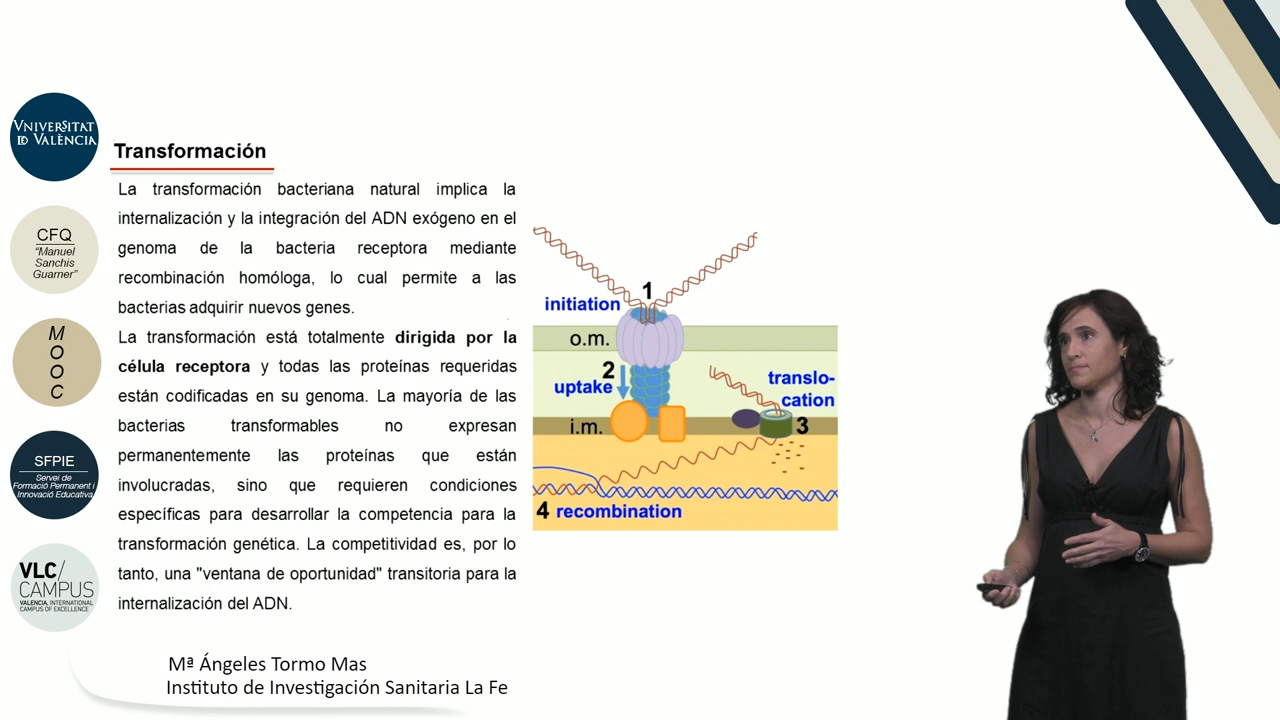 VNIVERSITAT
ID VALÈNCIA
CFQ
"Manuel
Sanchis
Guarner"
M
O
O
C
SFPIE
Servei de
Formació Permanent i
Innovació Educativa
VLC/
CAMPUS
VALENCIA, INTERNATIONAL
CAMPUS OF EXCELLENCE
Transformación
La transformación bacteriana natural implica la
internalización y la integración del ADN exógeno en el
genoma de la bacteria receptora mediante
recombinación homóloga, lo cual permite a las
bacterias adquirir nuevos genes.
La transformación está totalmente dirigida por la
célula receptora y todas las proteínas requeridas
están codificadas en su genoma. La mayoría de las
bacterias transformables no expresan
permanentemente las proteínas que están
involucradas, sino que requieren condiciones
específicas para desarrollar la competencia para la
transformación genética. La competitividad es, por lo
tanto, una "ventana de oportunidad" transitoria para la
internalización del ADN.
1
initiation
o.m.
2
uptake
translo-
cation
i.m.
3
4 recombination
Mª Ángeles Tormo Mas
Instituto de Investigación Sanitaria La Fe